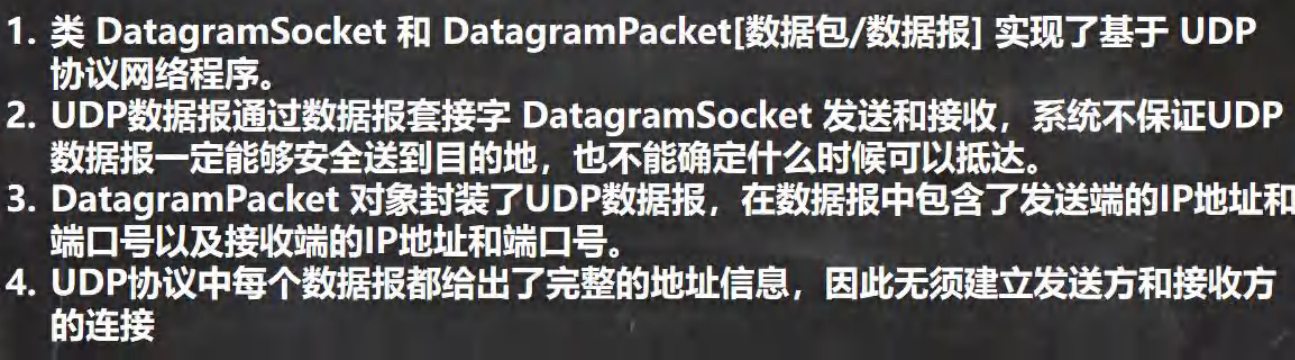 1. 类 DatagramSocket 和 DatagramPacket[数据包/数据报] 实现了基于 UDP
协议网络程序。
2. UDP数据报通过数据报套接字 DatagramSocket 发送和接收，系统不保证UDP
数据报一定能够安全送到目的地，也不能确定什么时候可以抵达。
3. DatagramPacket 对象封装了UDP数据报，在数据报中包含了发送端的IP地址和
端口号以及接收端的IP地址和端口号。
4. UDP协议中每个数据报都给出了完整的地址信息，因此无须建立发送方和接收方
的连接